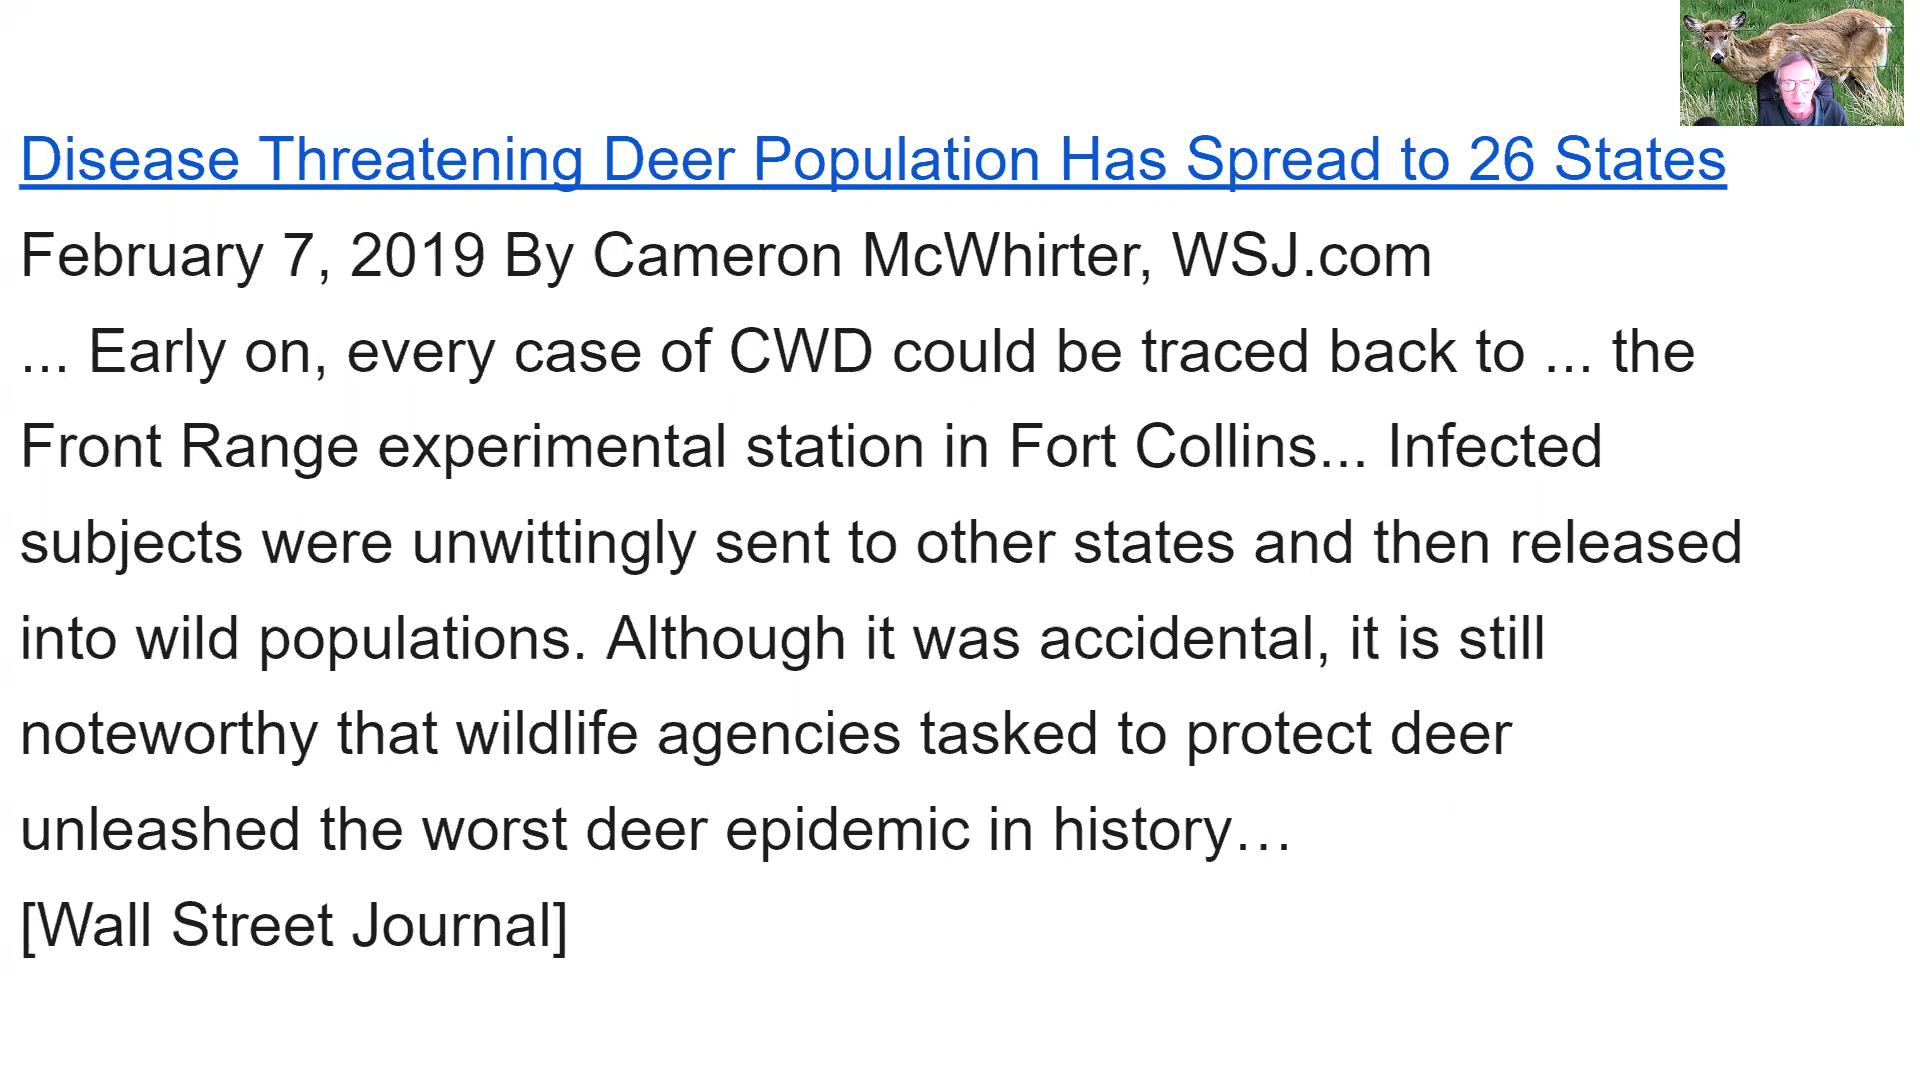 Disease Threatening Deer Population Has Spread to 26 States
February 7, 2019 By Cameron McWhirter, WSJ.com
... Early on, every case of CWD could be traced back to ... the
Front Range experimental station in Fort Collins... Infected
subjects were unwittingly sent to other states and then released
into wild populations. Although it was accidental, it is still
noteworthy that wildlife agencies tasked to protect deer
unleashed the worst deer epidemic in history…
[Wall Street Journal]